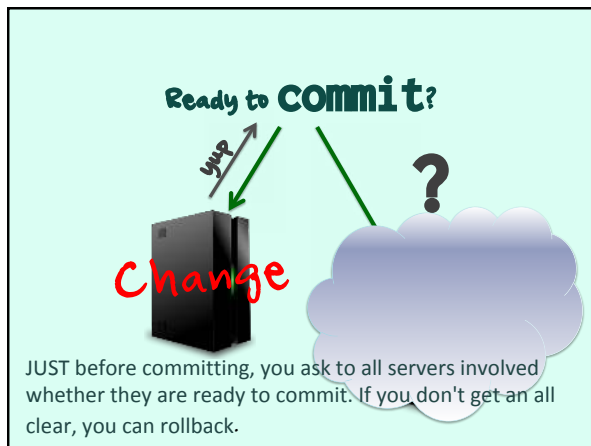 Ready to commit?
yup
?
Change
JUST before committing, you ask to all servers involved
whether they are ready to commit. If you don't get an all
clear, you can rollback.